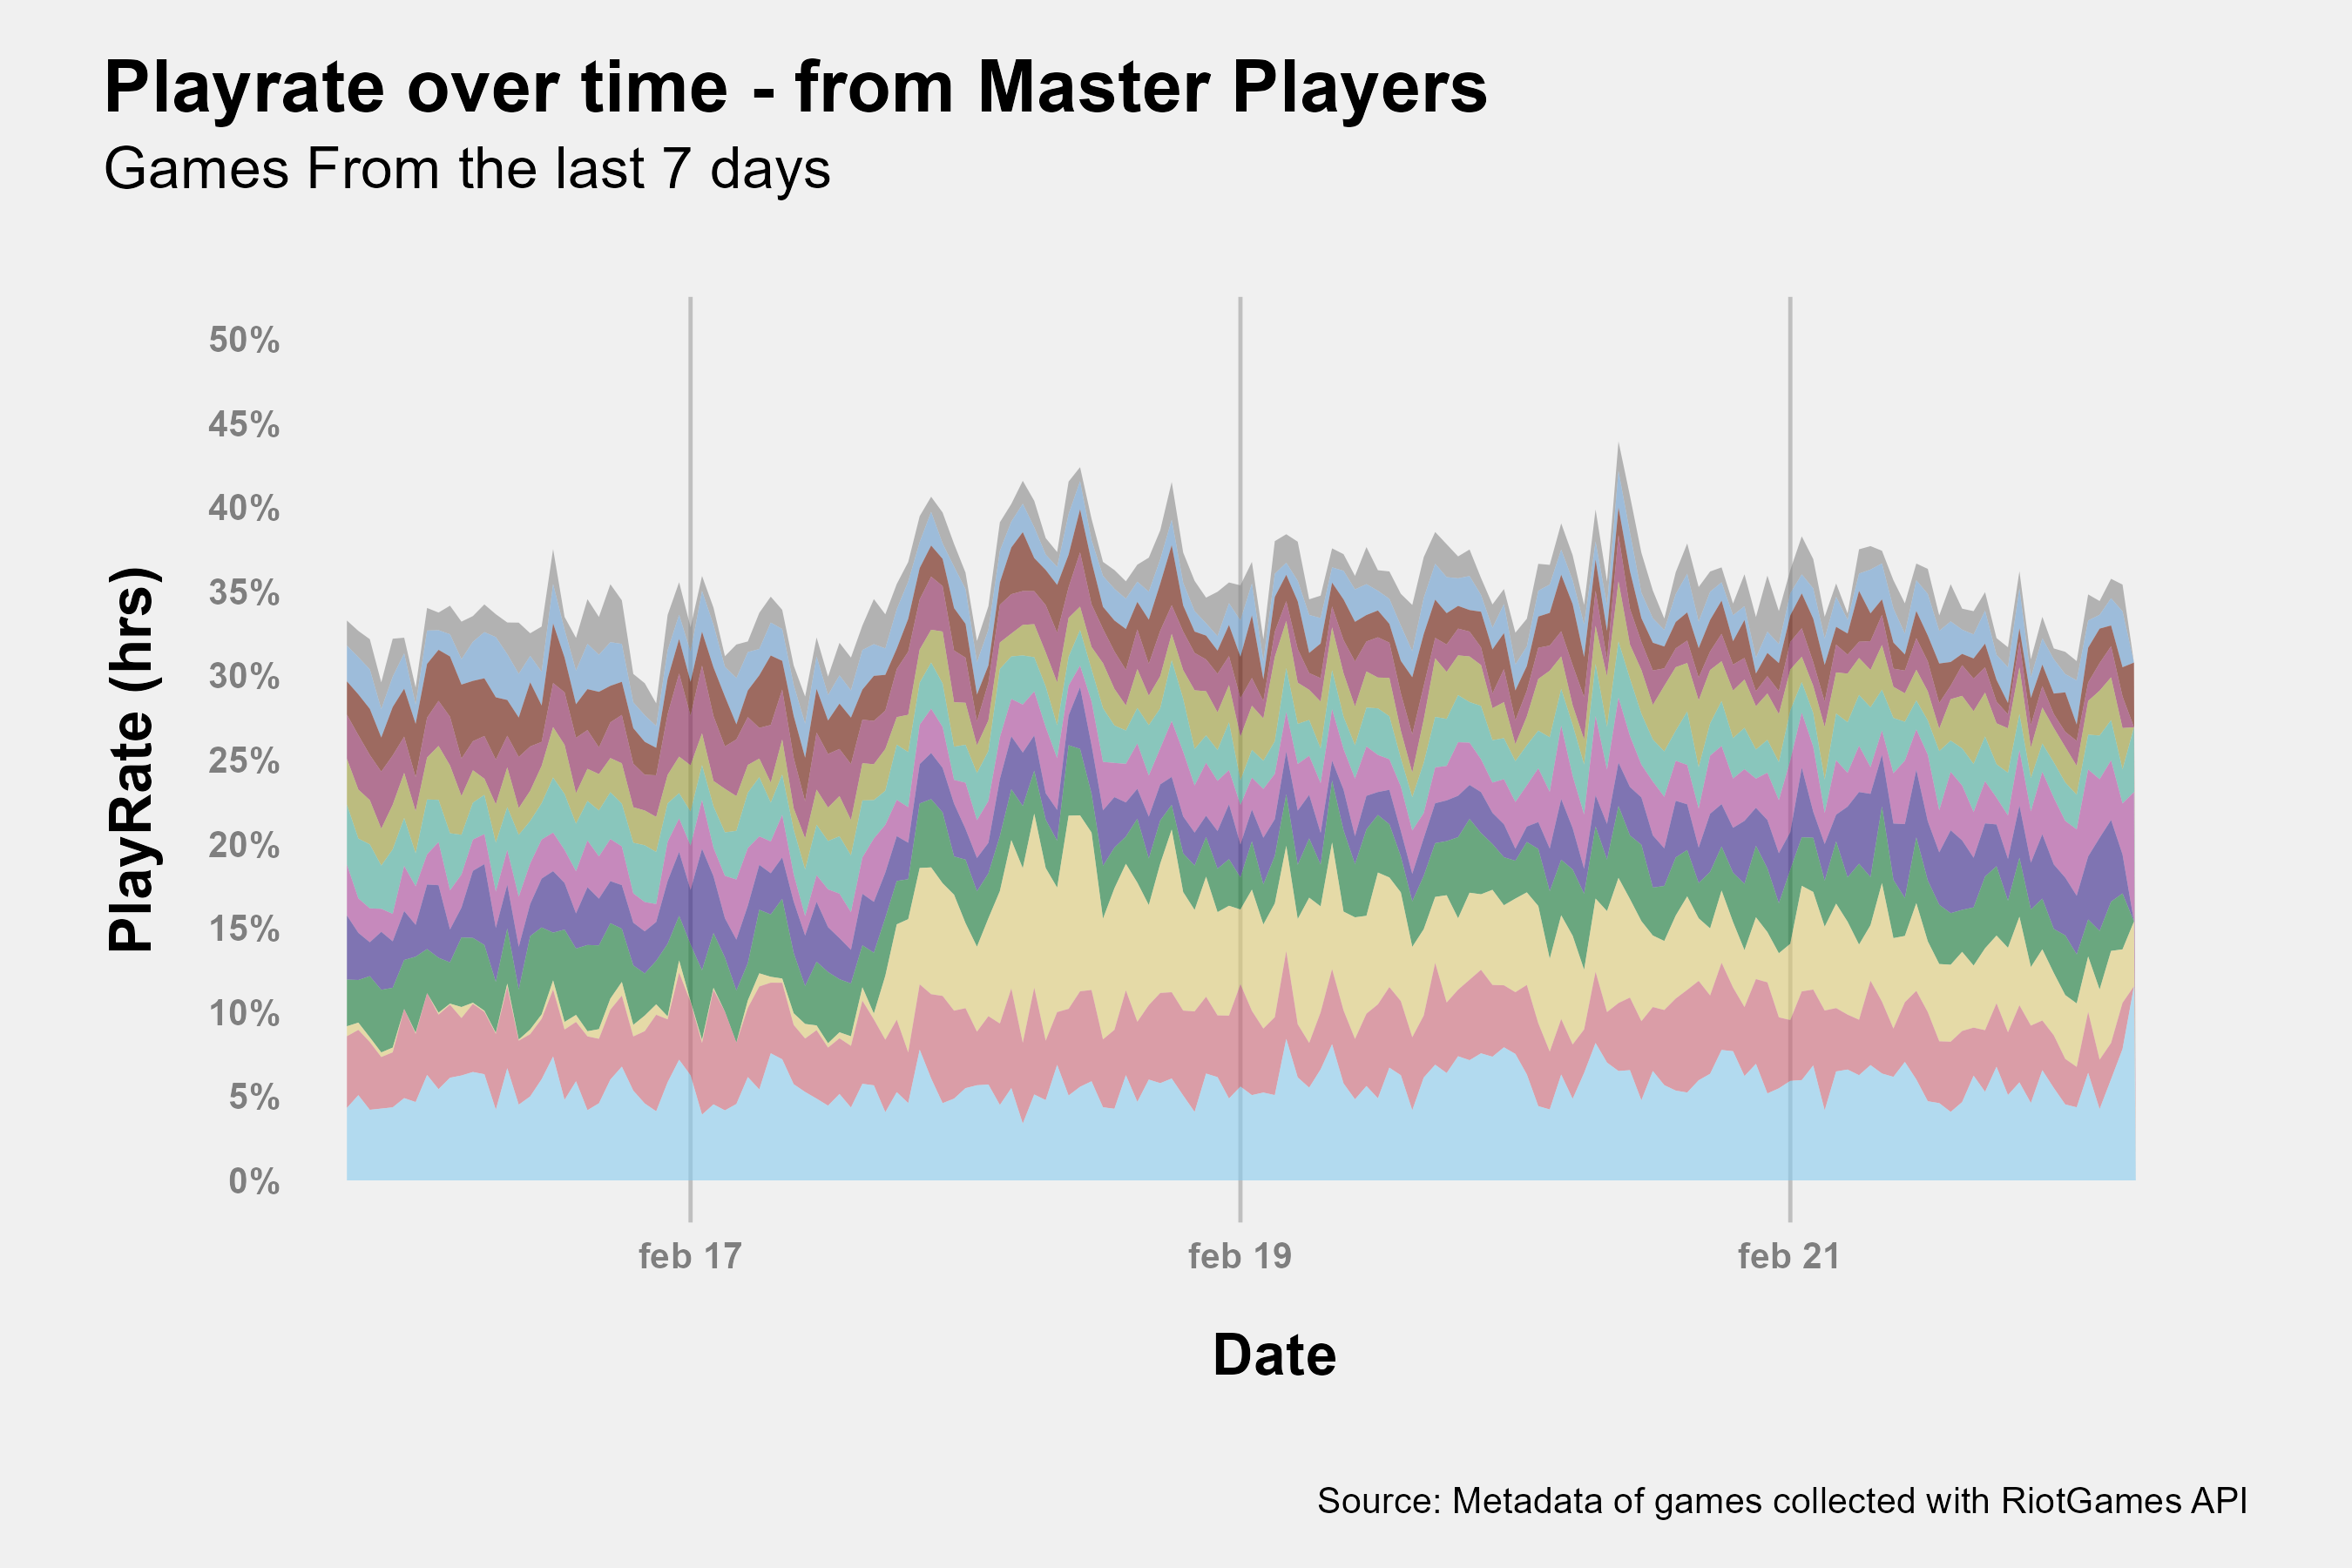 Playrate over time - from Master Players
Games From the last 7 days
50%
45%
40%
35%
30%
25%
20%
15%
10%
5%
0%
PlayRate (hrs)
feb 17
feb 19
feb 21
Date
Source: Metadata of games collected with RiotGames API